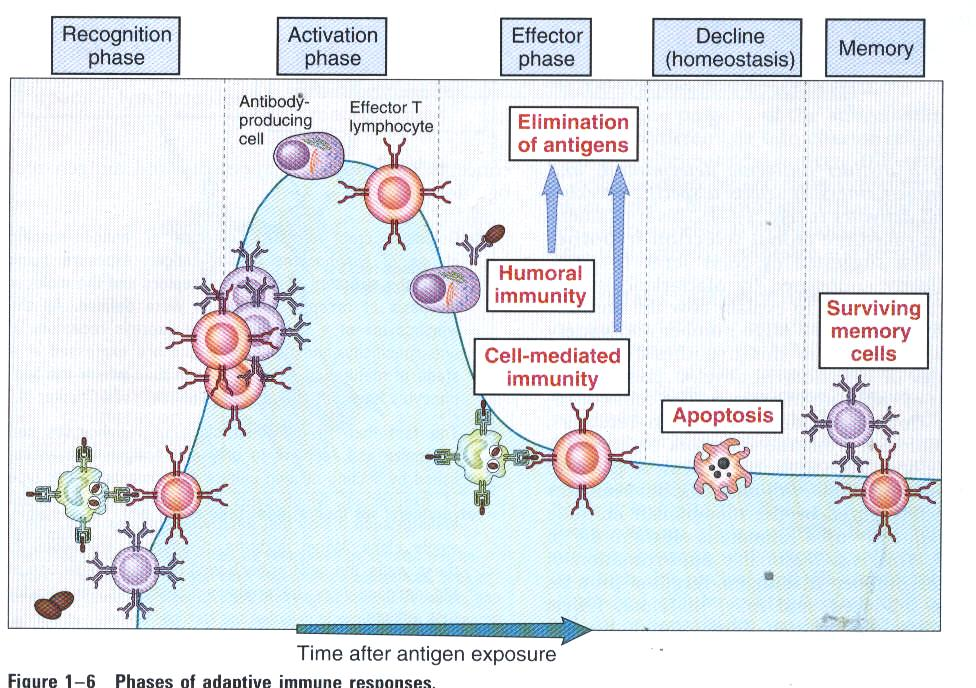 Recognition
phase
Activation
phase
Effector
phase
Decline
(homeostasis)
Memory
Antibody-
producing
cell
Effector T
lymphocyte
Elimination
of antigens
Humoral
immunity
Cell-mediated
immunity
Apoptosis
Surviving
memory
cells
Time after antigen exposure
Figure 1–6 Phases of adaptive immune responses.